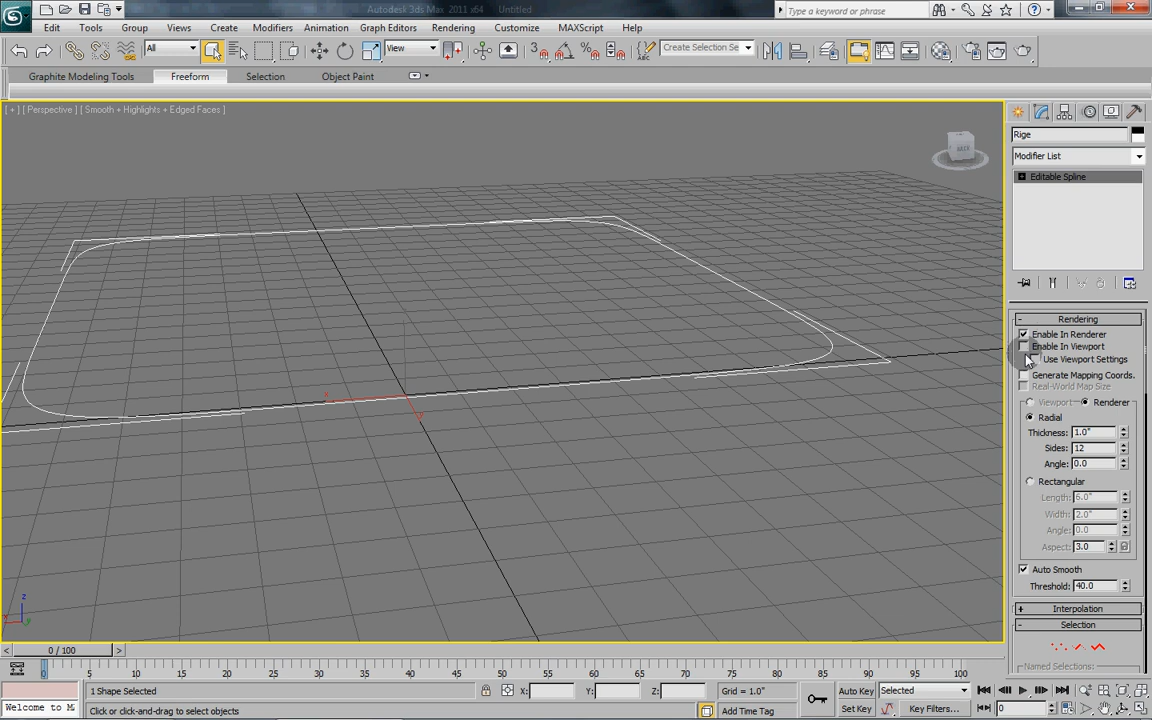 Autodesk 3ds Max 2011 x64    Untitled
Type a keyword or phrase
Edit Tools Group Views Create Modifiers Animation Graph Editors Rendering Customize MAXScript Help
All View 3 Create Selection Se
Graphite Modeling Tools Freeform Selection Object Paint
[ + ] [ Perspective ] [ Smooth + Highlights + Edged Faces ]
Rige
Modifier List
Editable Spline
Rendering
Enable In Renderer
Enable In Viewport
Use Viewport Settings
Generate Mapping Coords.
Real-World Map Size
Viewport Renderer
Radial
Thickness: 1.0"
Sides: 12
Angle: 0.0
Rectangular
Length: 6.0"
Width: 2.0"
Angle: 0.0
Aspect: 3.0
Auto Smooth
Threshold: 40.0
Interpolation
Selection
Named Selections:
x
y
z
y
< 0 / 100 >
0 5 10 15 20 25 30 35 40 45 50 55 60 65 70 75 80 85 90 95 100
1 Shape Selected X: Y: Z: Grid = 1.0" Auto Key Selected
Welcome to M Click or click-and-drag to select objects Add Time Tag Set Key Key Filters... 0